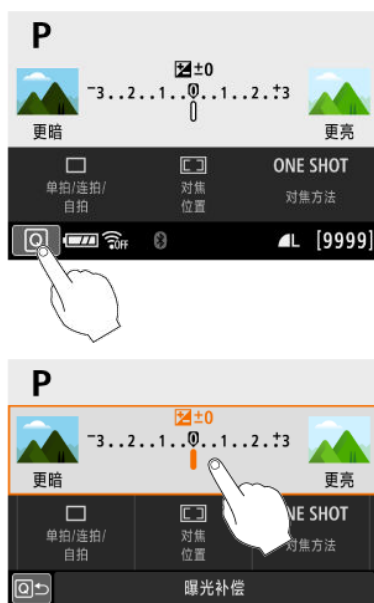 P
±0
-3..2..1..0..1..2..+3
更暗 更亮
单拍/连拍/ 对焦 ONE SHOT
自拍 位置 对焦方法
Q OFF L [9999]
P
±0
-3..2..1..0..1..2..+3
更暗 更亮
单拍/连拍/ 对焦 NE SHOT
自拍 位置 对焦方法
Q 曝光补偿